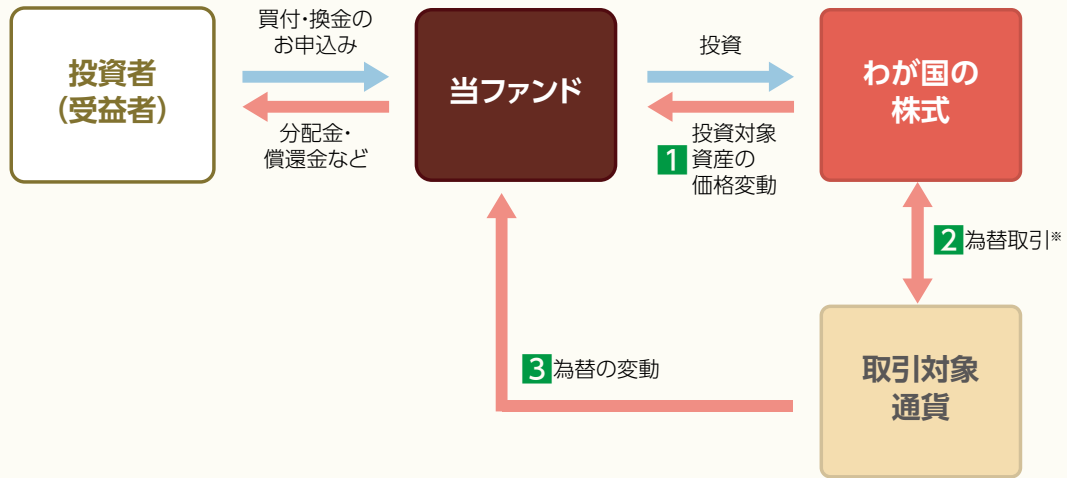 投資者
(受益者)
買付・換金の
お申込み
分配金・
償還金など
当ファンド
投資
1 投資対象
資産の
価格変動
わが国の
株式
2 為替取引※
3 為替の変動
取引対象
通貨